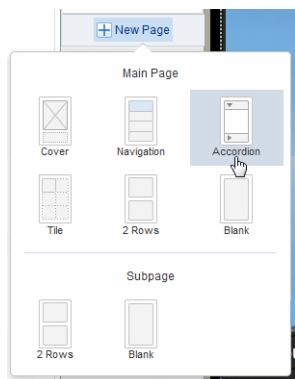 New Page
Main Page
Cover Navigation Accordion
Tile 2 Rows Blank
Subpage
2 Rows Blank